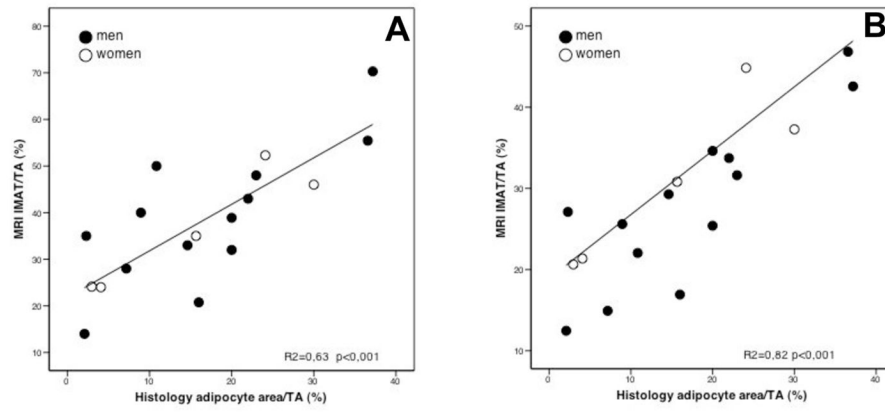 A
men
women
80
70
60
50
40
30
20
10
MRI IMAT/TA (%)
R2=0,63 p<0,001
0
10
20
30
40
Histology adipocyte area/TA (%)
B
men
women
50
40
30
20
10
MRI IMAT/TA (%)
R2=0,82 p<0,001
0
10
20
30
40
Histology adipocyte area/TA (%)